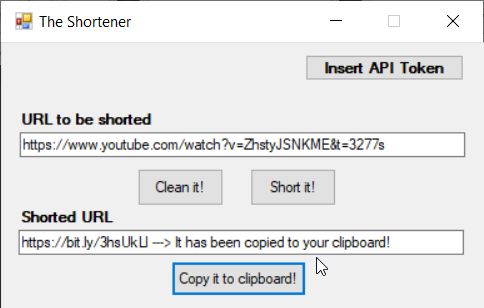 The Shortener
Insert API Token
URL to be shorted
https://www.youtube.com/watch?v=ZhstyJSNKME&t=3277s
Clean it!
Short it!
Shorted URL
https://bit.ly/3hsUkLl ---> It has been copied to your clipboard!
Copy it to clipboard!